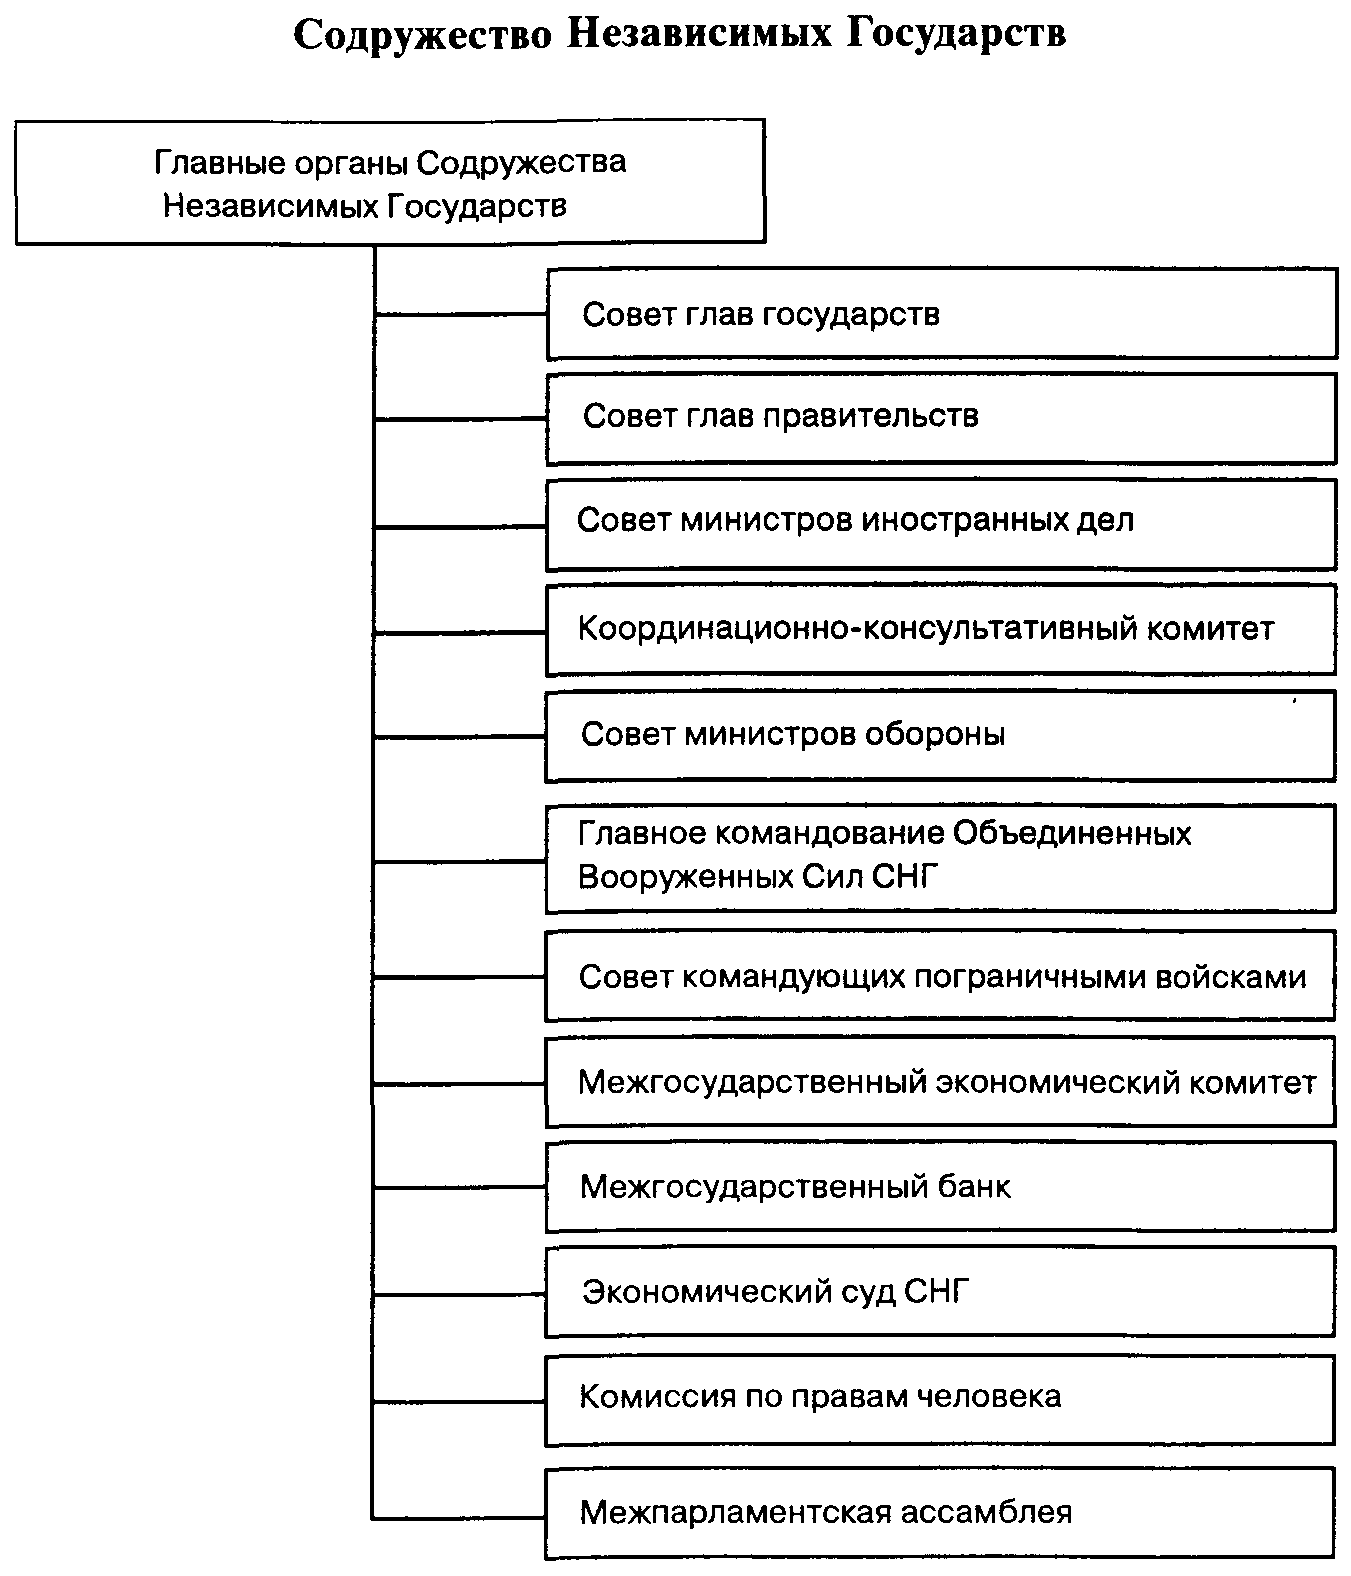 Содружество Независимых Государств
Главные органы Содружества
Независимых Государств
Совет глав государств
Совет глав правительств
Совет министров иностранных дел
Координационно-консультативный комитет
Совет министров обороны
Главное командование Объединенных
Вооруженных Сил СНГ
Совет командующих пограничными войсками
Межгосударственный экономический комитет
Межгосударственный банк
Экономический суд СНГ
Комиссия по правам человека
Межпарламентская ассамблея